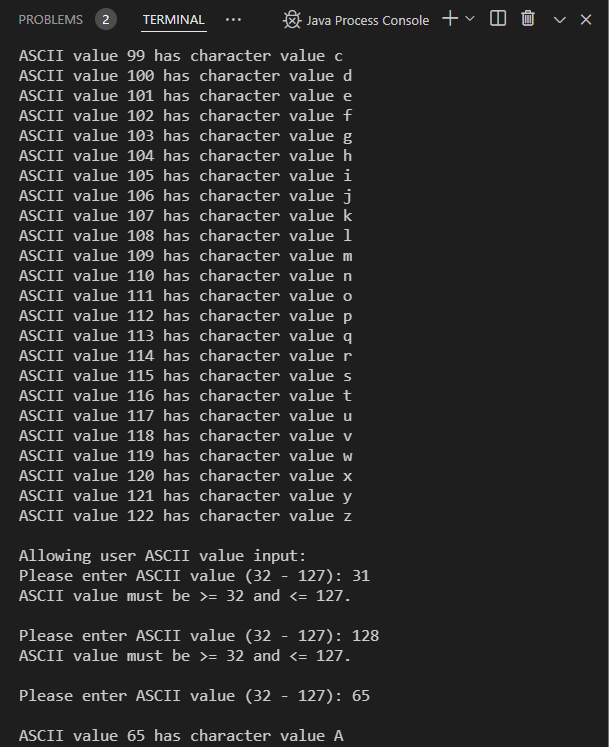 PROBLEMS 2 TERMINAL ··· Java Process Console
ASCII value 99 has character value c
ASCII value 100 has character value d
ASCII value 101 has character value e
ASCII value 102 has character value f
ASCII value 103 has character value g
ASCII value 104 has character value h
ASCII value 105 has character value i
ASCII value 106 has character value j
ASCII value 107 has character value k
ASCII value 108 has character value l
ASCII value 109 has character value m
ASCII value 110 has character value n
ASCII value 111 has character value o
ASCII value 112 has character value p
ASCII value 113 has character value q
ASCII value 114 has character value r
ASCII value 115 has character value s
ASCII value 116 has character value t
ASCII value 117 has character value u
ASCII value 118 has character value v
ASCII value 119 has character value w
ASCII value 120 has character value x
ASCII value 121 has character value y
ASCII value 122 has character value z
Allowing user ASCII value input:
Please enter ASCII value (32 - 127): 31
ASCII value must be >= 32 and <= 127.
Please enter ASCII value (32 - 127): 128
ASCII value must be >= 32 and <= 127.
Please enter ASCII value (32 - 127): 65
ASCII value 65 has character value A